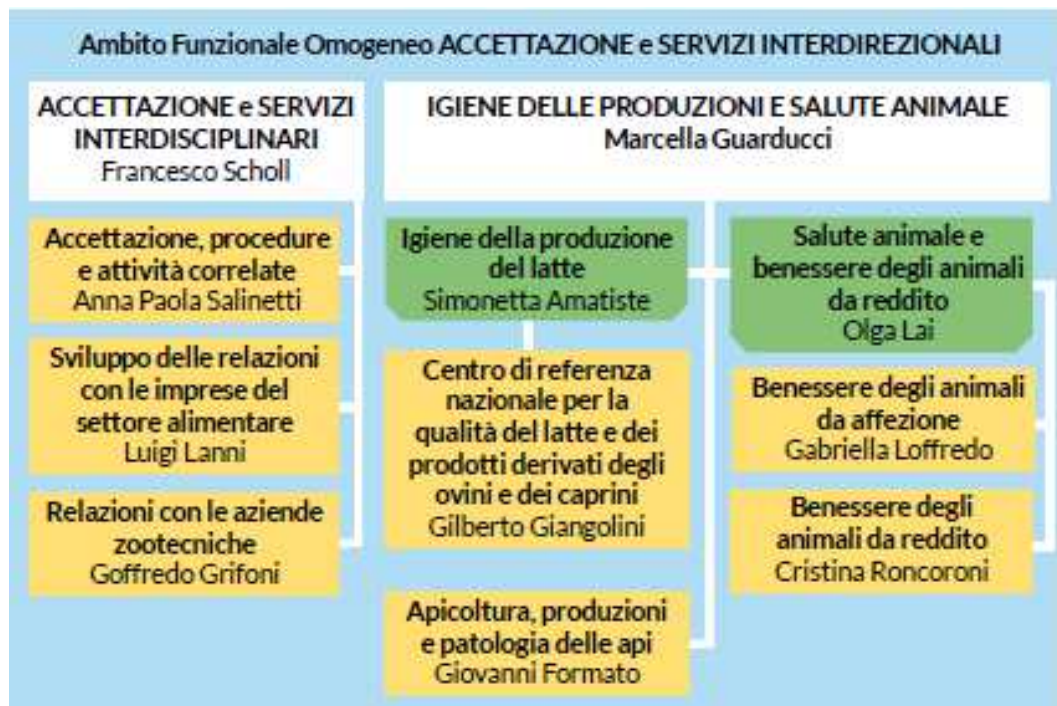 Ambito Funzionale Omogeneo ACCETTAZIONE e SERVIZI INTERDIREZIONALI
ACCETTAZIONE e SERVIZI
INTERDISCIPLINARI
Francesco Scholl
IGIENE DELLE PRODUZIONI E SALUTE ANIMALE
Marcella Guarducci
Accettazione, procedure
e attività correlate
Anna Paola Salinetti
Sviluppo delle relazioni
con le imprese del
settore alimentare
Luigi Lanni
Relazioni con le aziende
zootecniche
Goffredo Grifoni
Igiene della produzione
del latte
Simonetta Amatiste
Centro di referenza
nazionale per la
qualità del latte e dei
prodotti derivati degli
ovini e dei caprini
Gilberto Giangolini
Apicoltura, produzioni
e patologia delle api
Giovanni Formato
Salute animale e
benessere degli animali
da reddito
Olga Lai
Benessere degli animali
da affezione
Gabriella Loffredo
Benessere degli
animali da reddito
Cristina Roncoroni